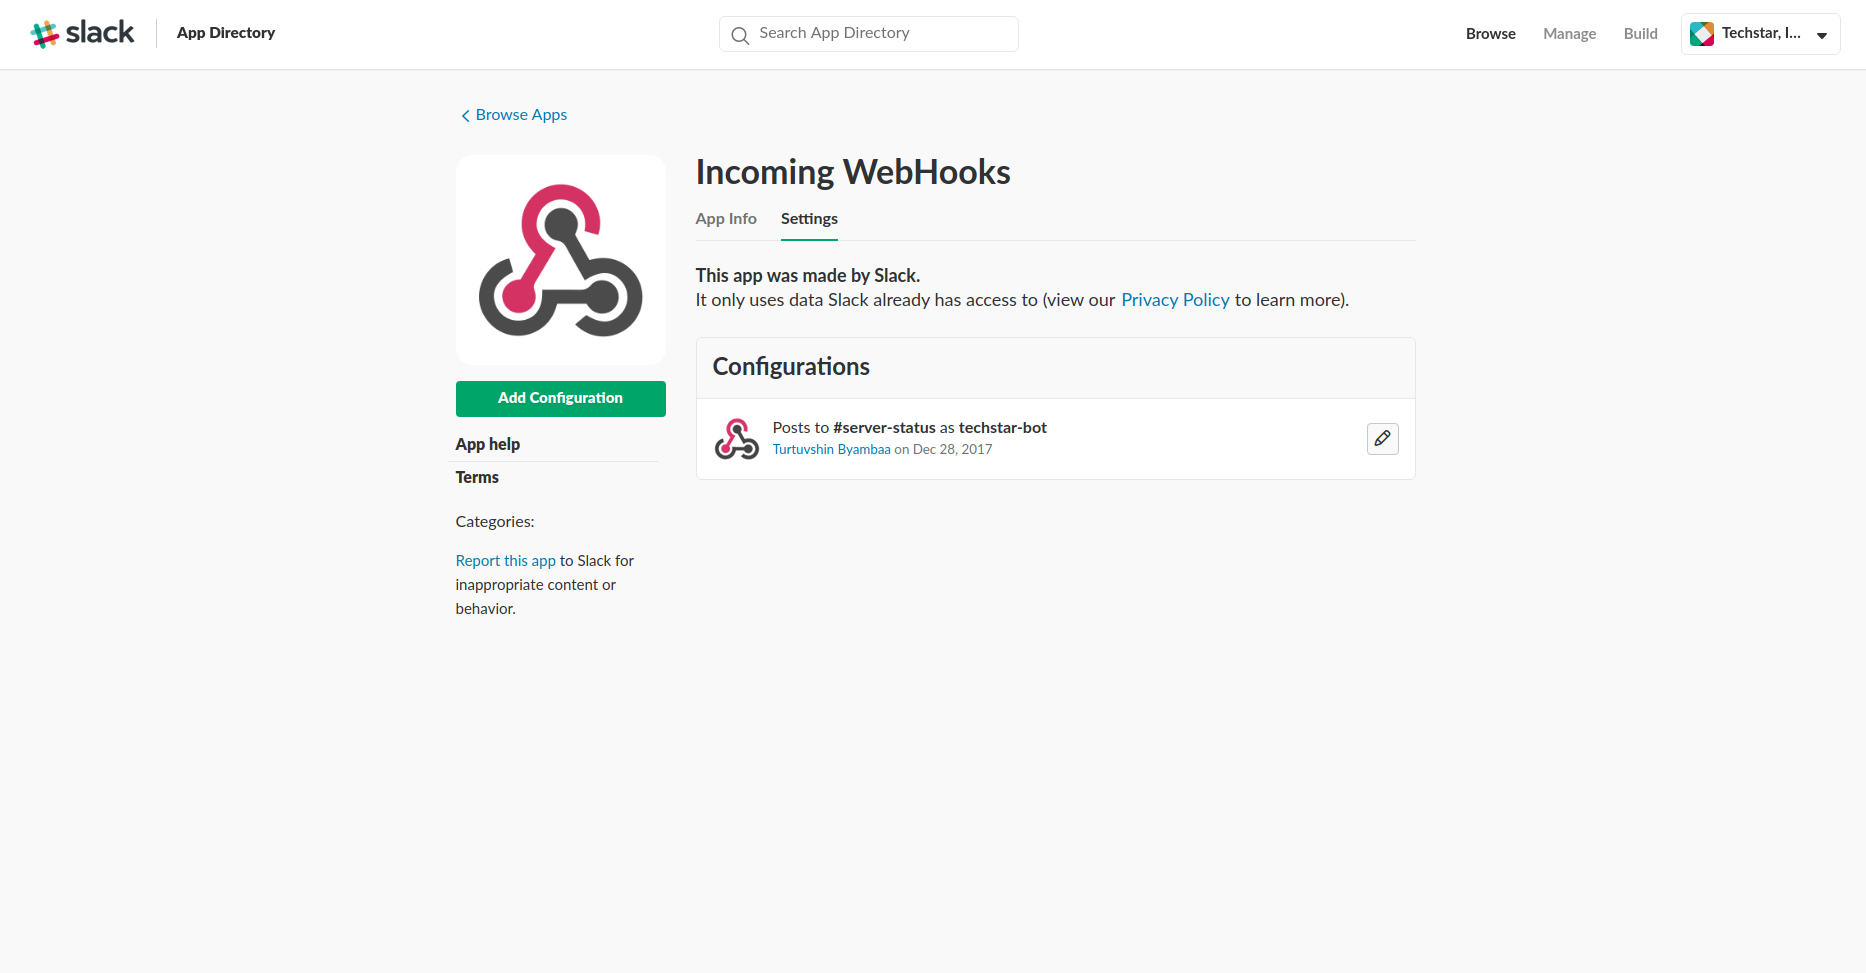 slack
App Directory
Search App Directory
Browse
Manage
Build
Techstar, I...
Browse Apps
Incoming WebHooks
App Info
Settings
This app was made by Slack.
It only uses data Slack already has access to (view our Privacy Policy to learn more).
Configurations
Posts to #server-status as techstar-bot
Turtuvshin Byambaa on Dec 28, 2017
Add Configuration
App help
Terms
Categories:
Report this app to Slack for
inappropriate content or
behavior.